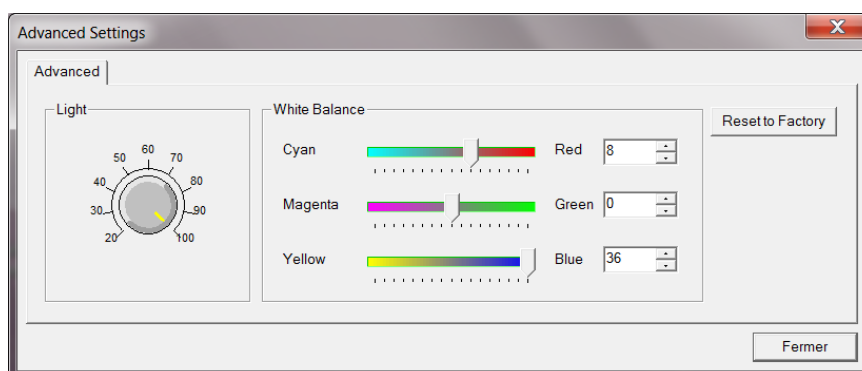 Advanced Settings
X
Advanced
Light
20
30
40
50
60
70
80
90
100
White Balance
Cyan
Red
8
Magenta
Green
0
Yellow
Blue
36
Reset to Factory
Fermer